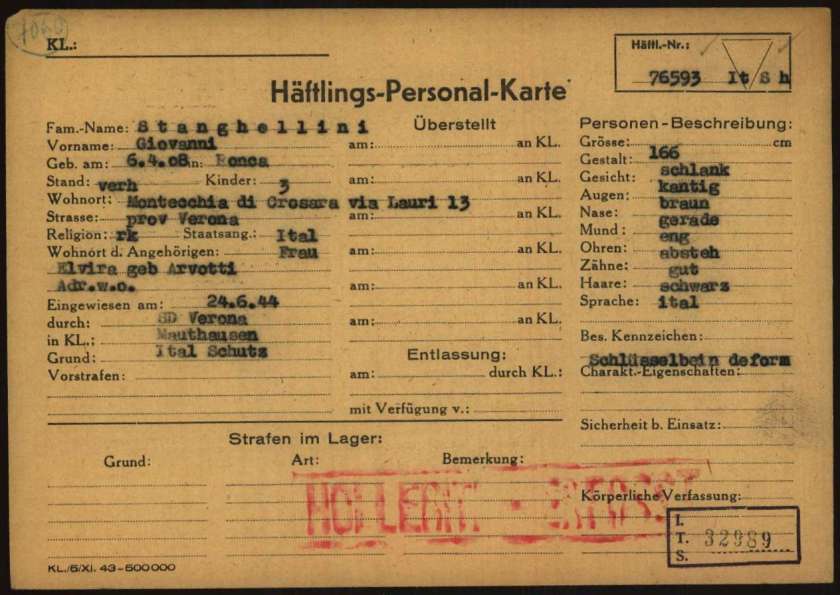 7060
KL.:
Häftl.-Nr.:
76593 It S h
Häftlings-Personal-Karte
Fam.-Name: Stanghellini
Vorname: Giovanni
Geb. am: 6.4.08 in: Ronca
Stand: verh Kinder: 3
Wohnort: Montecchia di Crosara via Lauri 13
Strasse: prov Verona
Religion: rk Staatsang.: Ital
Wohnort d. Angehörigen: Frau
Elvira geb Arvotti
Adr.w.o.
Eingewiesen am: 24.6.44
durch: SD Verona
in KL.: Mauthausen
Grund: Ital Schutz
Vorstrafen:
Überstellt
am: an KL.
am: an KL.
am: an KL.
am: an KL.
am: an KL.
am: an KL.
Entlassung:
am: durch KL.:
mit Verfügung v.:
Personen-Beschreibung:
Grösse: 166 cm
Gestalt: schlank
Gesicht: kantig
Augen: braun
Nase: gerade
Mund: eng
Ohren: absteh
Zähne: gut
Haare: schwarz
Sprache: ital
Bes. Kennzeichen:
Schlüsselbein deform
Charakt.-Eigenschaften:
Sicherheit b. Einsatz:
Körperliche Verfassung:
Strafen im Lager:
Grund: Art: Bemerkung:
HOLLERITH ERFASST
I.
T. 32989
S.
KL./5/XI. 43-500000